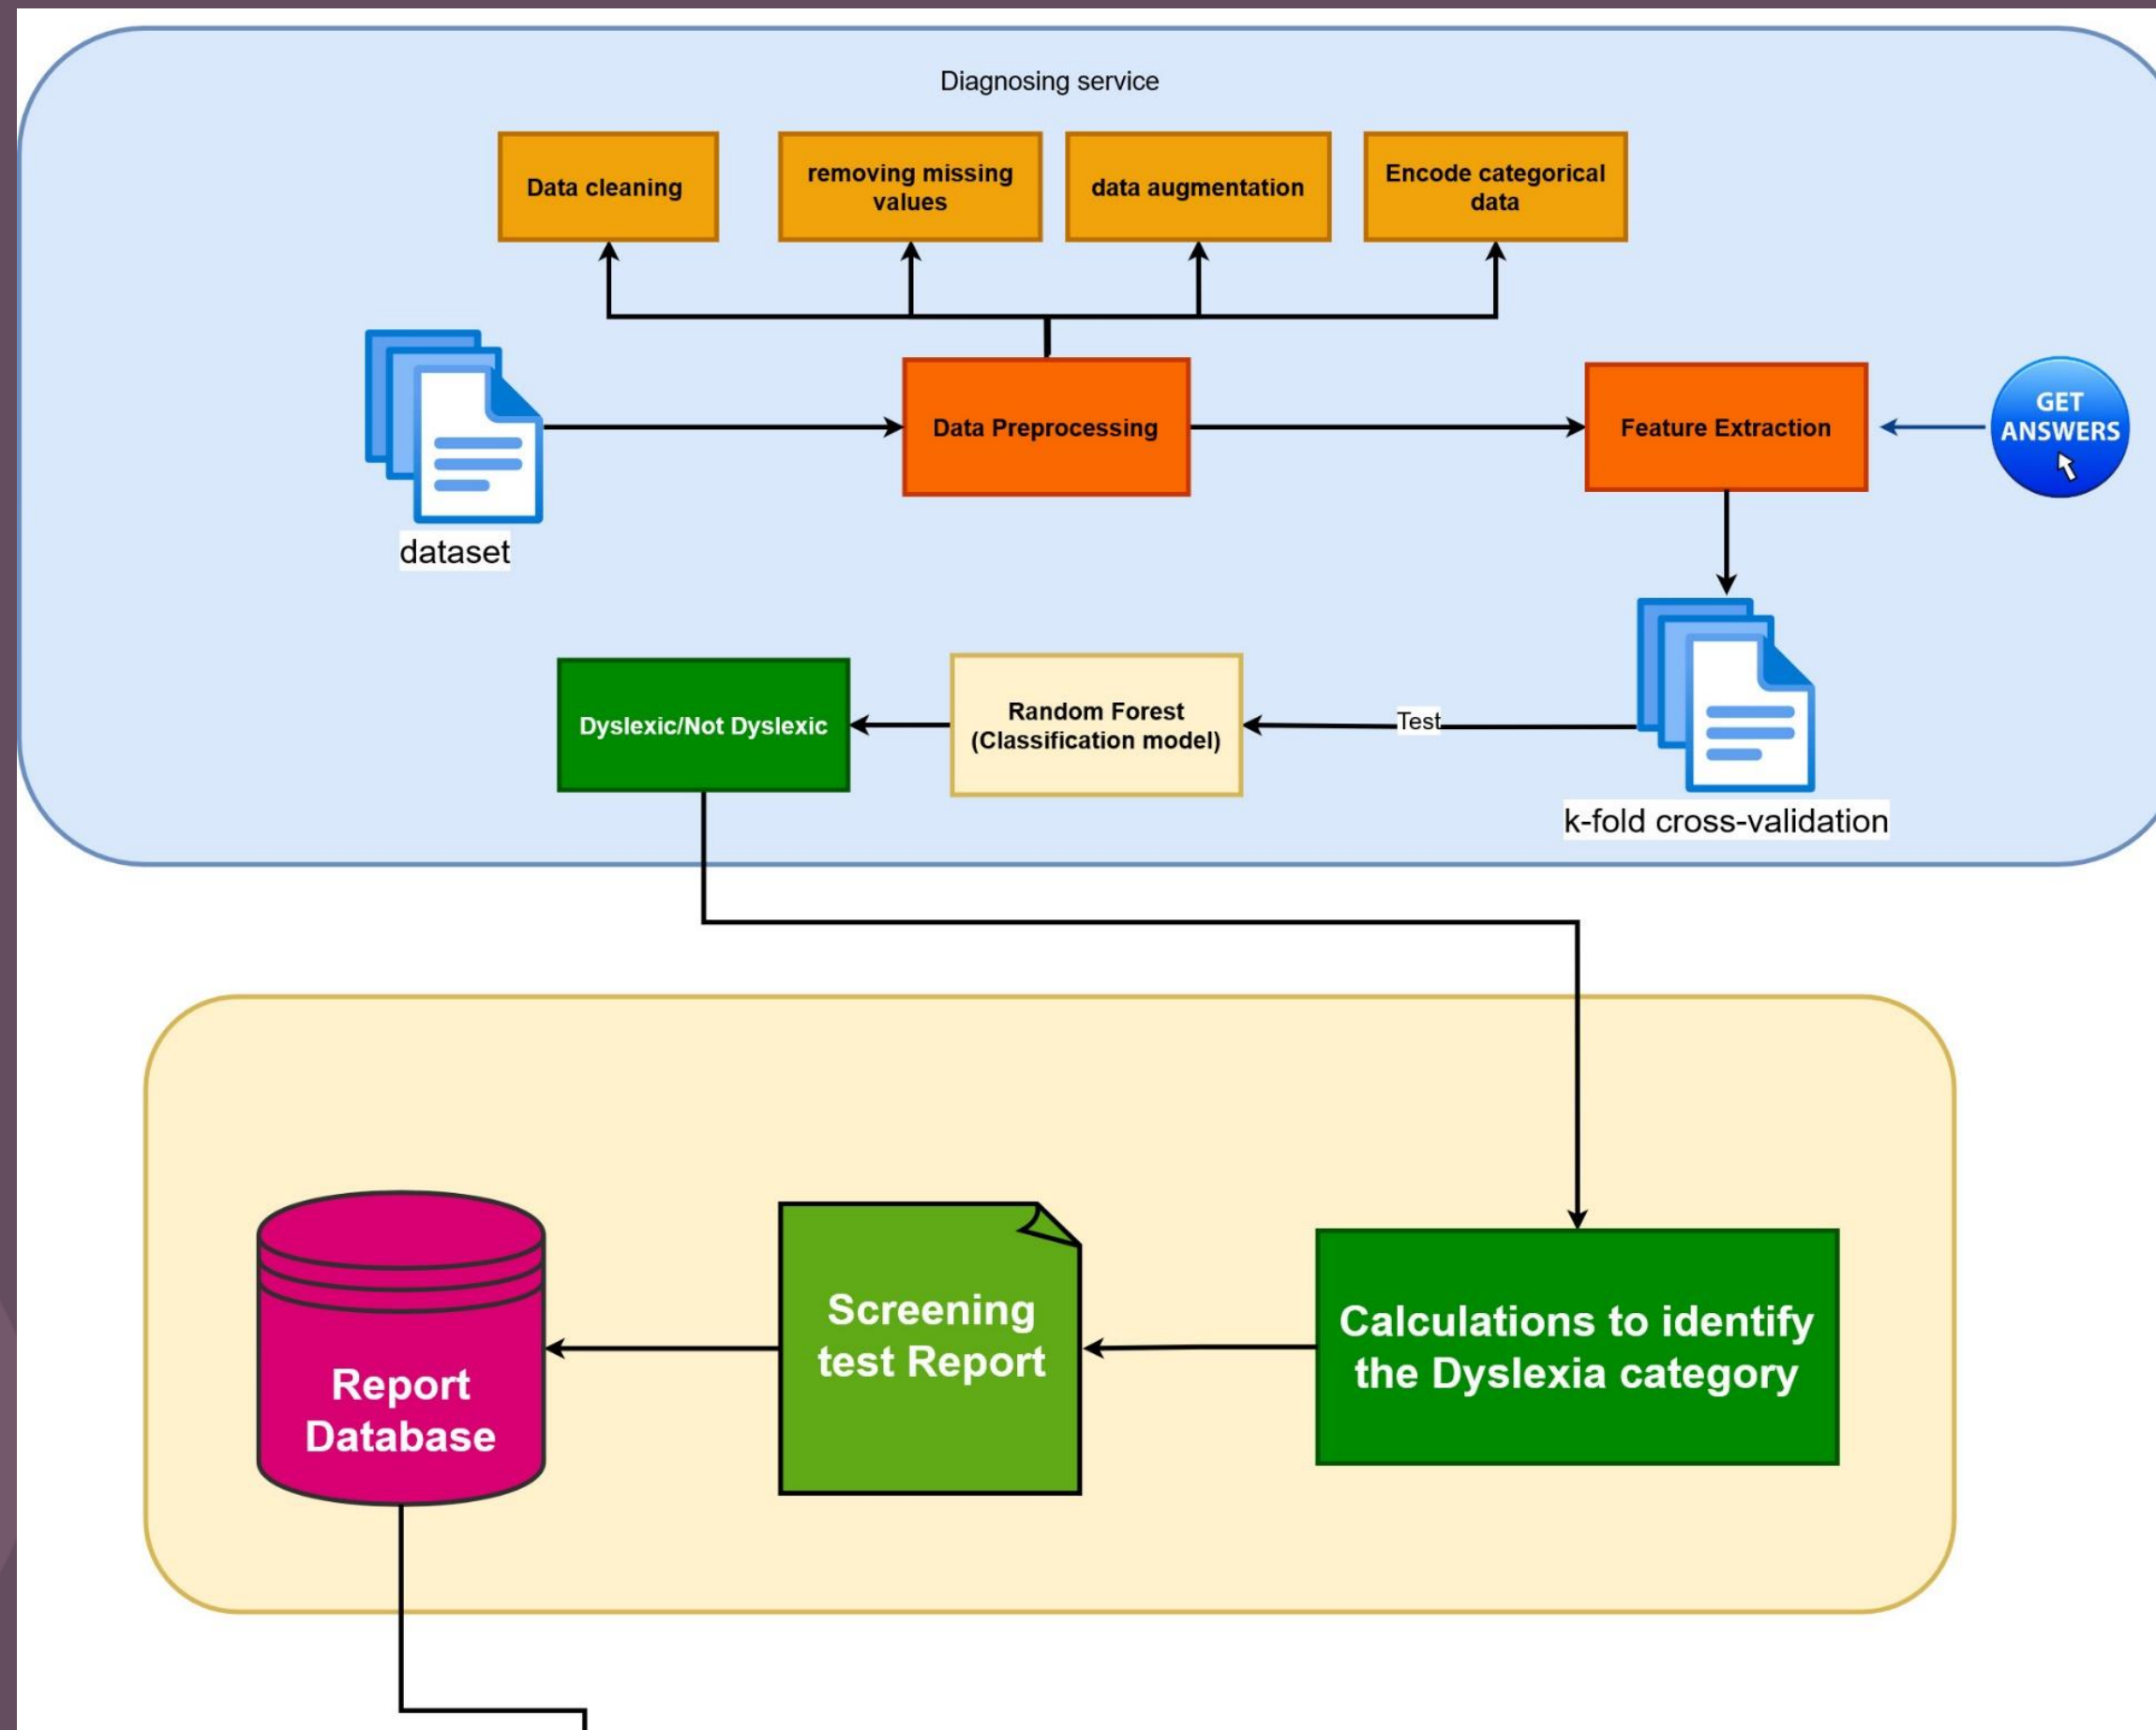 Diagnosing service
Data cleaning
removing missing
values
data augmentation
Encode categorical
data
dataset
Data Preprocessing
Feature Extraction
GET
ANSWERS
Dyslexic/Not Dyslexic
Random Forest
(Classification model)
Test
k-fold cross-validation
Report
Database
Screening
test Report
Calculations to identify
the Dyslexia category